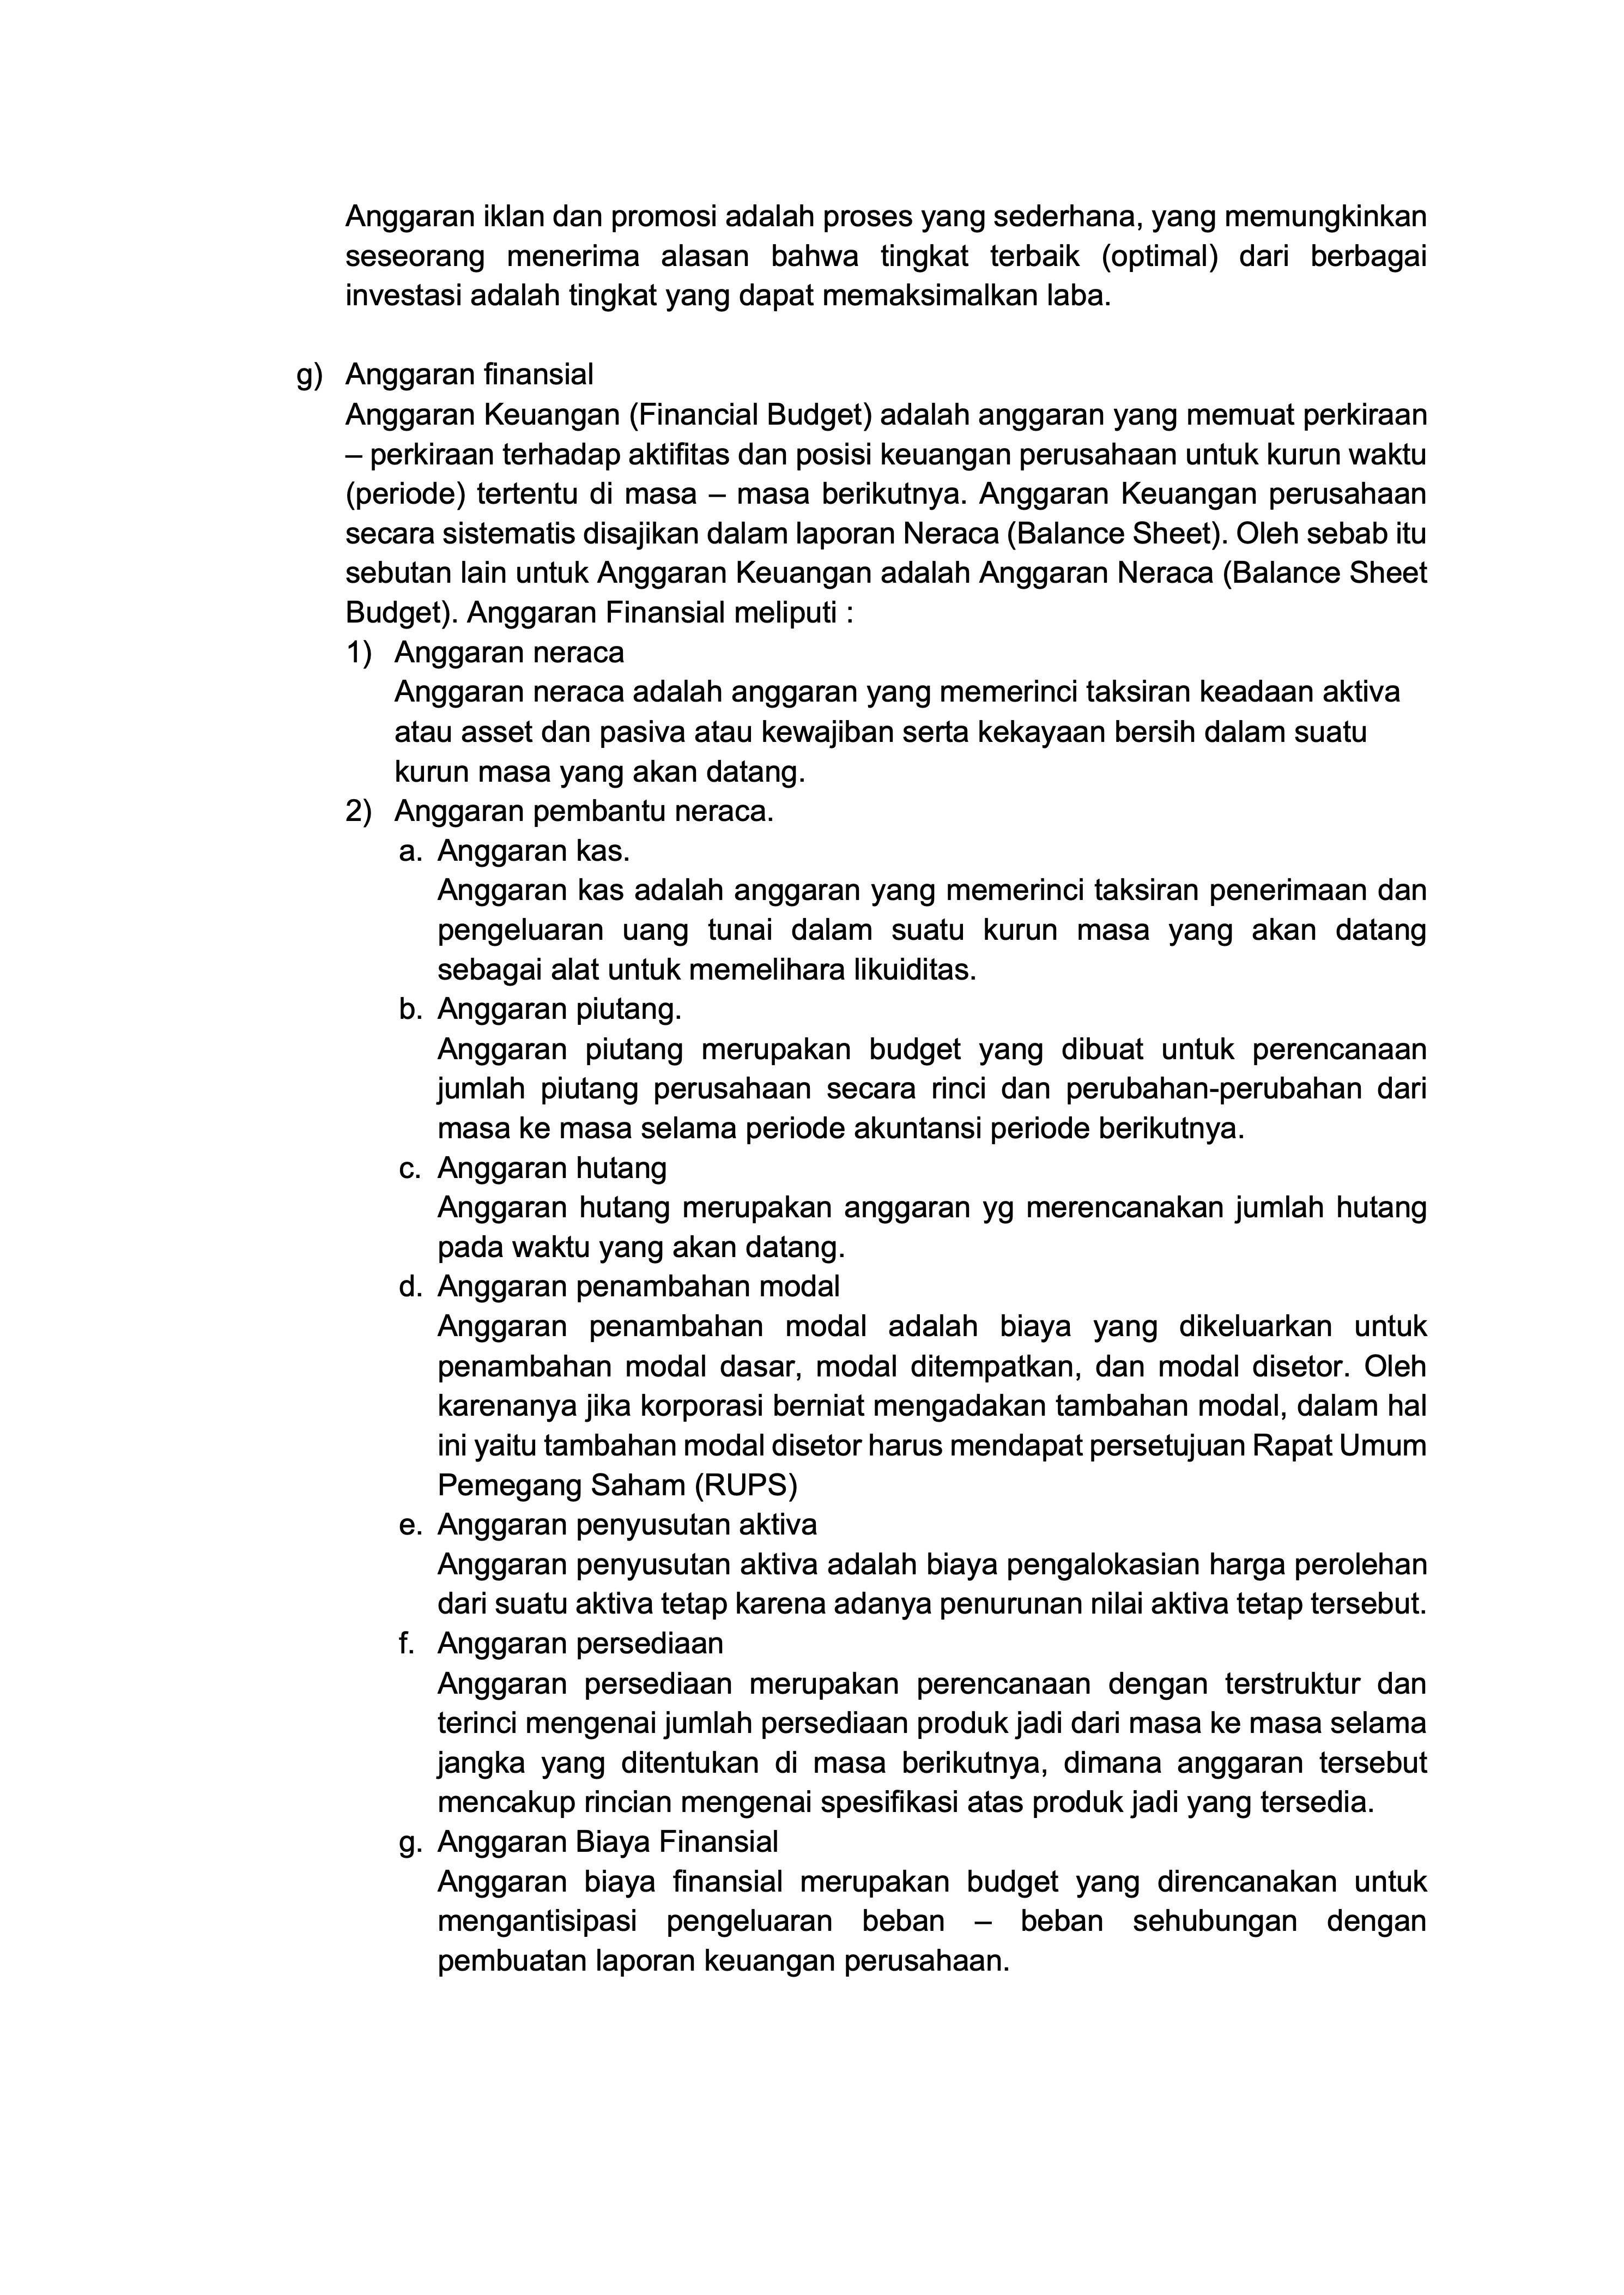 Anggaran iklan dan promosi adalah proses yang sederhana, yang memungkinkan
seseorang menerima alasan bahwa tingkat terbaik (optimal) dari berbagai
investasi adalah tingkat yang dapat memaksimalkan laba.
g) Anggaran finansial
Anggaran Keuangan (Financial Budget) adalah anggaran yang memuat perkiraan
– perkiraan terhadap aktifitas dan posisi keuangan perusahaan untuk kurun waktu
(periode) tertentu di masa – masa berikutnya. Anggaran Keuangan perusahaan
secara sistematis disajikan dalam laporan Neraca (Balance Sheet). Oleh sebab itu
sebutan lain untuk Anggaran Keuangan adalah Anggaran Neraca (Balance Sheet
Budget). Anggaran Finansial meliputi :
1) Anggaran neraca
Anggaran neraca adalah anggaran yang memerinci taksiran keadaan aktiva
atau asset dan pasiva atau kewajiban serta kekayaan bersih dalam suatu
kurun masa yang akan datang.
2) Anggaran pembantu neraca.
a. Anggaran kas.
Anggaran kas adalah anggaran yang memerinci taksiran penerimaan dan
pengeluaran uang tunai dalam suatu kurun masa yang akan datang
sebagai alat untuk memelihara likuiditas.
b. Anggaran piutang.
Anggaran piutang merupakan budget yang dibuat untuk perencanaan
jumlah piutang perusahaan secara rinci dan perubahan-perubahan dari
masa ke masa selama periode akuntansi periode berikutnya.
c. Anggaran hutang
Anggaran hutang merupakan anggaran yg merencanakan jumlah hutang
pada waktu yang akan datang.
d. Anggaran penambahan modal
Anggaran penambahan modal adalah biaya yang dikeluarkan untuk
penambahan modal dasar, modal ditempatkan, dan modal disetor. Oleh
karenanya jika korporasi berniat mengadakan tambahan modal, dalam hal
ini yaitu tambahan modal disetor harus mendapat persetujuan Rapat Umum
Pemegang Saham (RUPS)
e. Anggaran penyusutan aktiva
Anggaran penyusutan aktiva adalah biaya pengalokasian harga perolehan
dari suatu aktiva tetap karena adanya penurunan nilai aktiva tetap tersebut.
f. Anggaran persediaan
Anggaran persediaan merupakan perencanaan dengan terstruktur dan
terinci mengenai jumlah persediaan produk jadi dari masa ke masa selama
jangka yang ditentukan di masa berikutnya, dimana anggaran tersebut
mencakup rincian mengenai spesifikasi atas produk jadi yang tersedia.
g. Anggaran Biaya Finansial
Anggaran biaya finansial merupakan budget yang direncanakan untuk
mengantisipasi pengeluaran beban – beban sehubungan dengan
pembuatan laporan keuangan perusahaan.